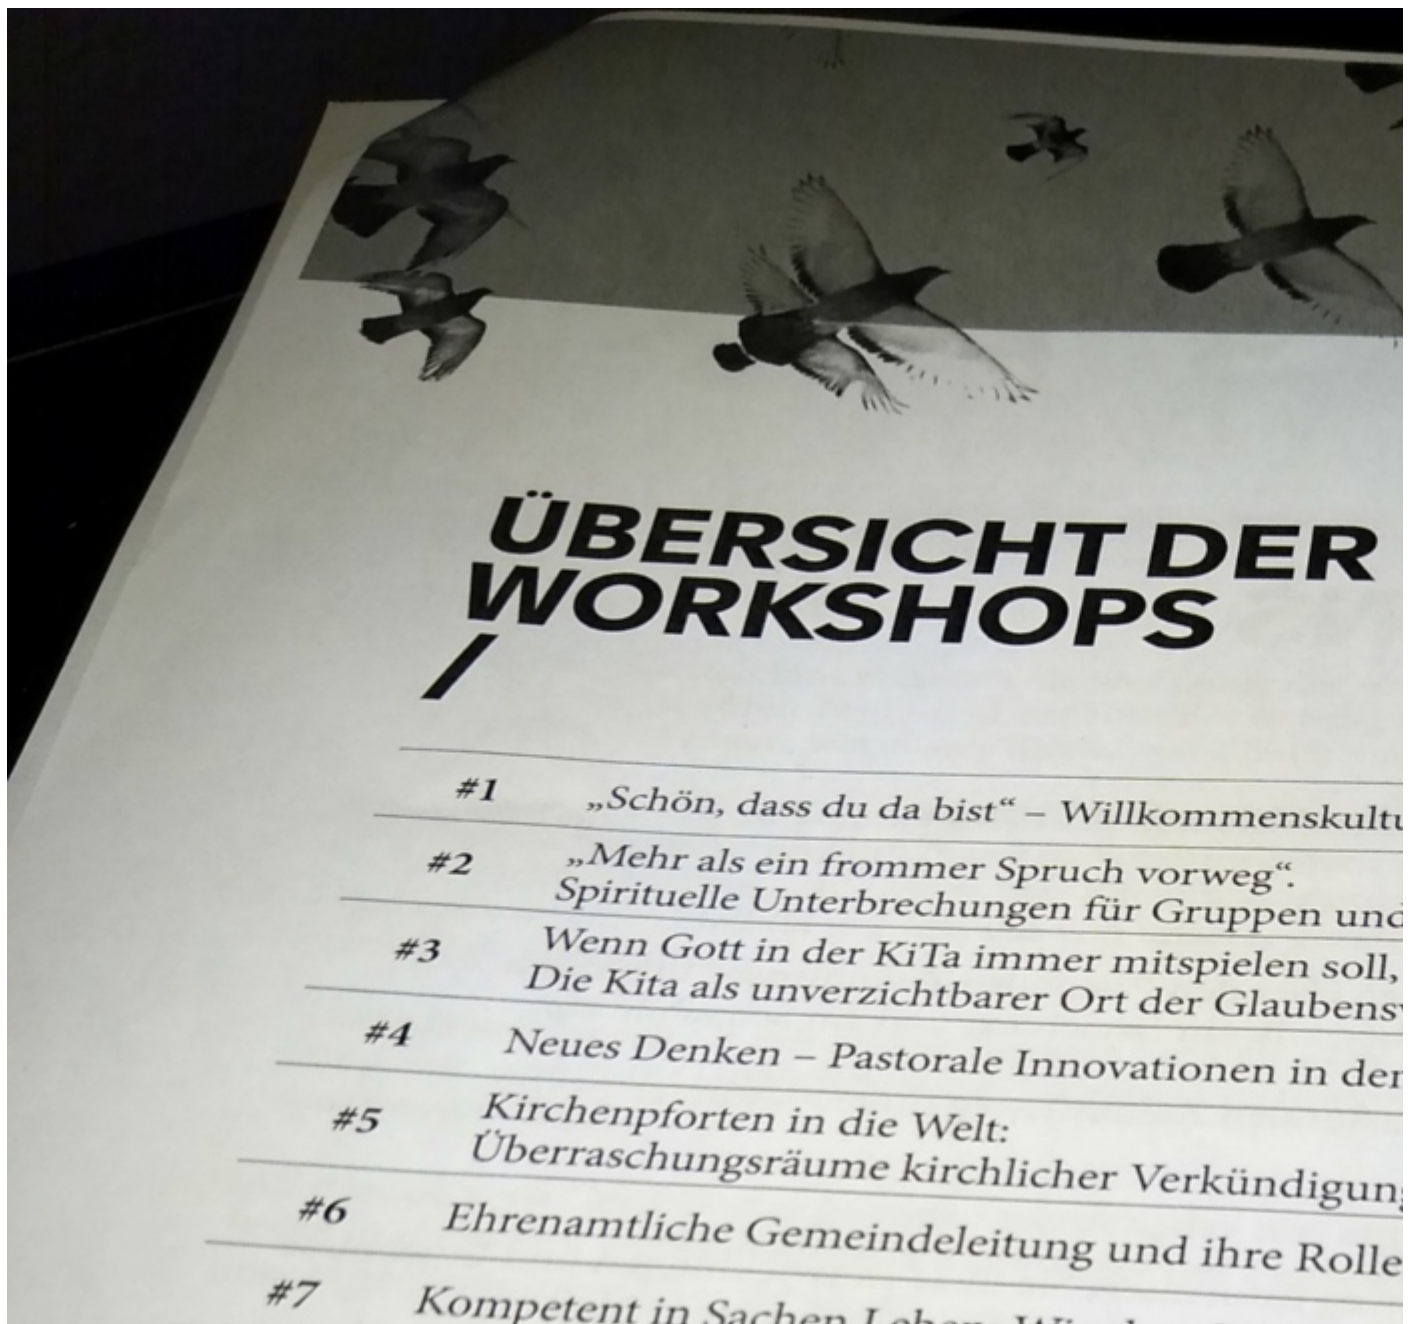 ÜBERSICHT DER
WORKSHOPS
/
#1 „Schön, dass du da bist“ – Willkommenskultu
#2 „Mehr als ein frommer Spruch vorweg“.
Spirituelle Unterbrechungen für Gruppen und
#3 Wenn Gott in der KiTa immer mitspielen soll,
Die Kita als unverzichtbarer Ort der Glaubens
#4 Neues Denken – Pastorale Innovationen in der
#5 Kirchenpforten in die Welt:
Überraschungsräume kirchlicher Verkündigung
#6 Ehrenamtliche Gemeindeleitung und ihre Rolle
#7 Kompetent in Sachen